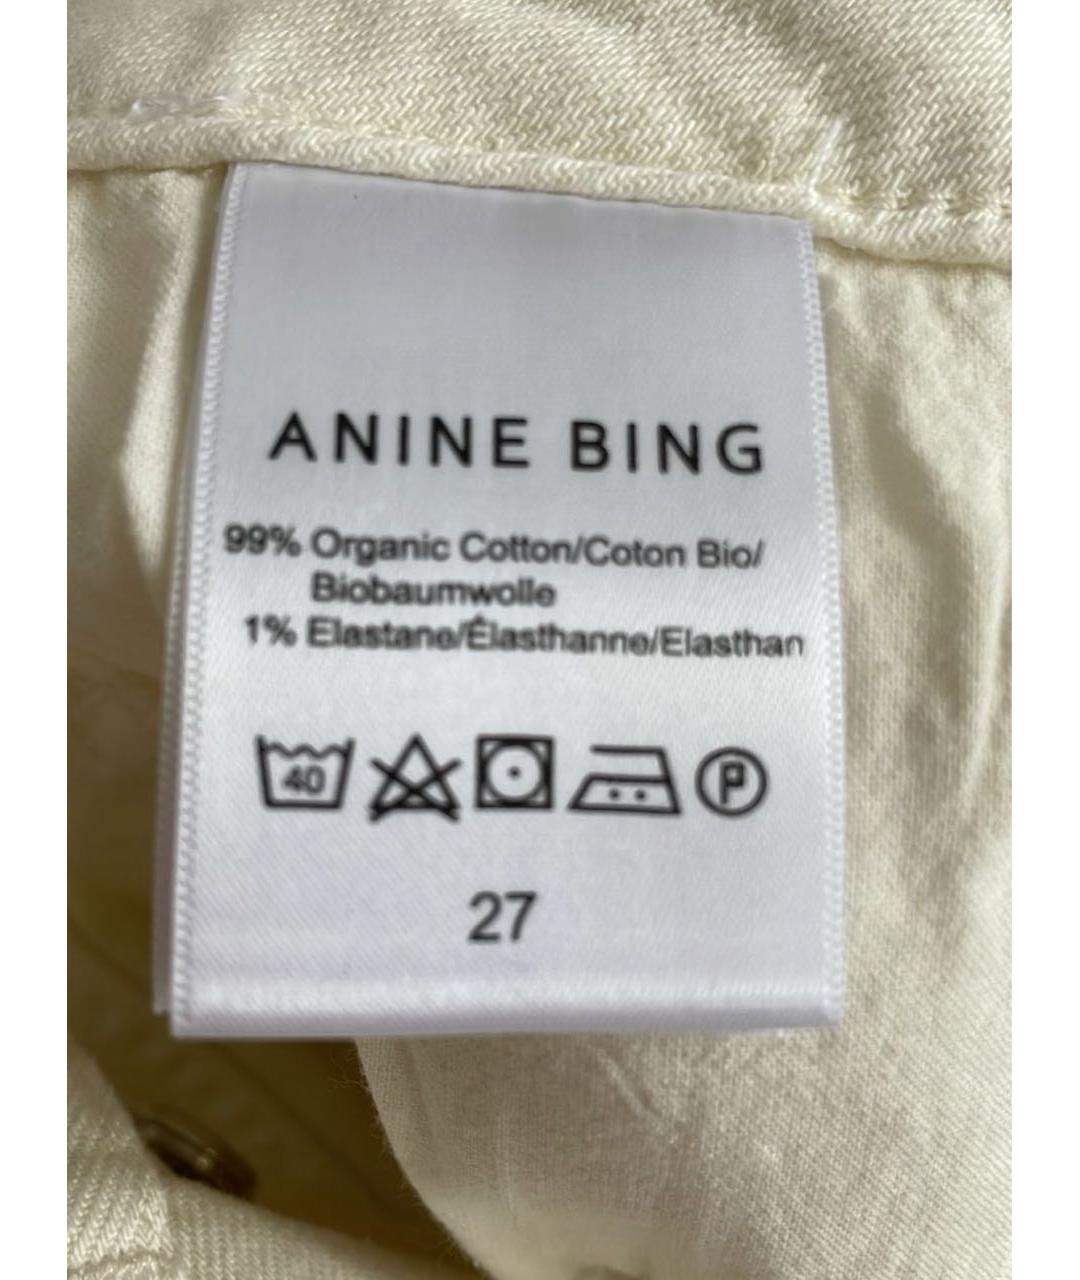 ANINE BING
99% Organic Cotton/Coton Bio/
Biobaumwolle
1% Elastane/Élasthanne/Elasthan
40 P
27